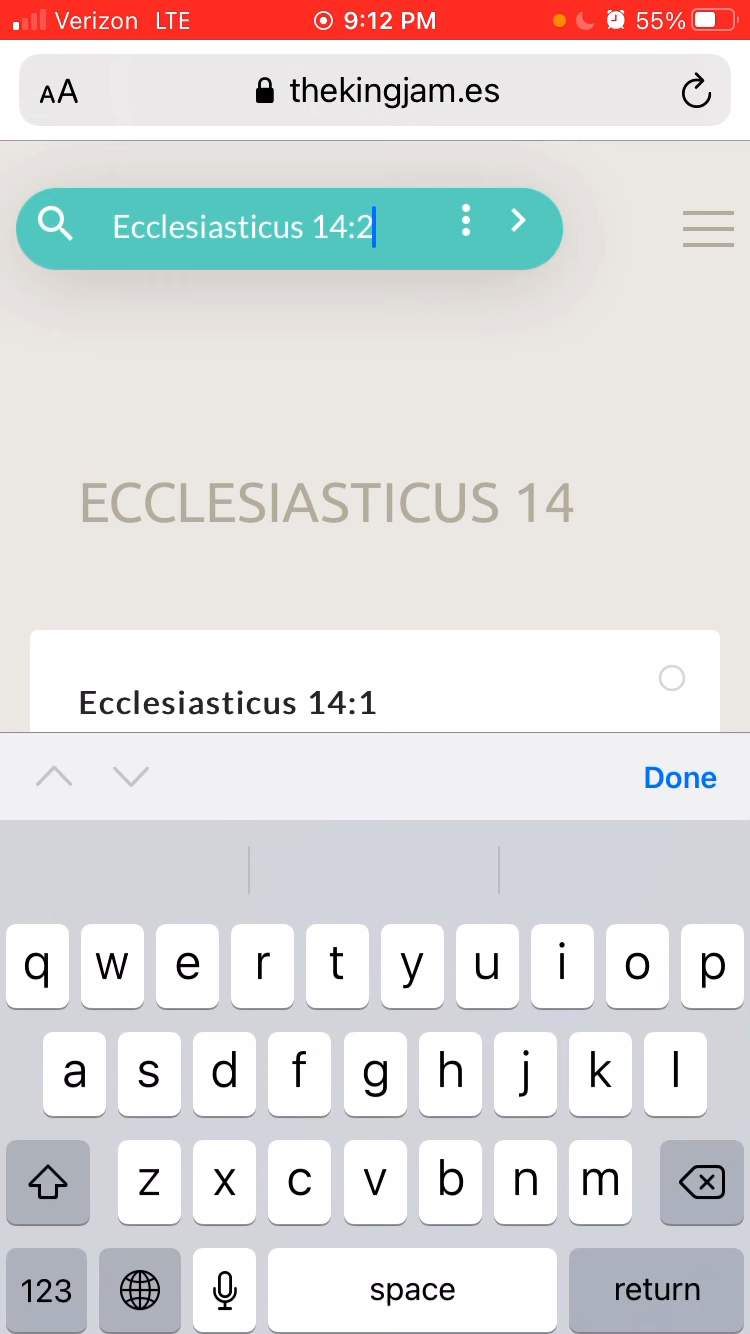 Verizon LTE 9:12 PM 55%
AA thekingjam.es
Ecclesiasticus 14:2
ECCLESIASTICUS 14
Ecclesiasticus 14:1
Done
q w e r t y u i o p
a s d f g h j k l
z x c v b n m
123 space return